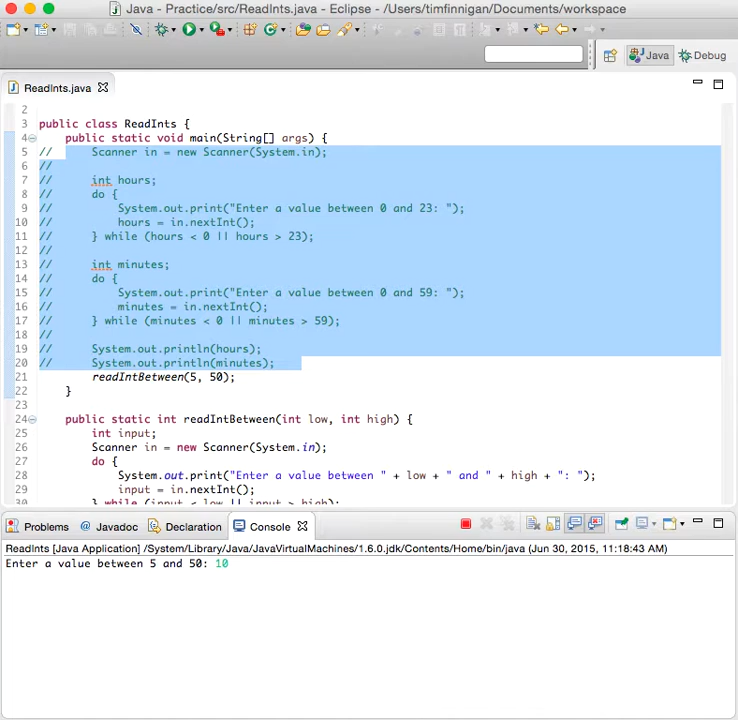 Java - Practice/src/ReadInts.java - Eclipse - /Users/timfinnigan/Documents/workspace
Java Debug
ReadInts.java
2
3 public class ReadInts {
4 public static void main(String[] args) {
5 // Scanner in = new Scanner(System.in);
6 //
7 // int hours;
8 // do {
9 // System.out.print("Enter a value between 0 and 23: ");
10 // hours = in.nextInt();
11 // } while (hours < 0 || hours > 23);
12 //
13 // int minutes;
14 // do {
15 // System.out.print("Enter a value between 0 and 59: ");
16 // minutes = in.nextInt();
17 // } while (minutes < 0 || minutes > 59);
18 //
19 // System.out.println(hours);
20 // System.out.println(minutes);
21 readIntBetween(5, 50);
22 }
23
24 public static int readIntBetween(int low, int high) {
25 int input;
26 Scanner in = new Scanner(System.in);
27 do {
28 System.out.print("Enter a value between " + low + " and " + high + ": ");
29 input = in.nextInt();
30 } while (input < low || input > high);
Problems @ Javadoc Declaration Console
ReadInts [Java Application] /System/Library/Java/JavaVirtualMachines/1.6.0.jdk/Contents/Home/bin/java (Jun 30, 2015, 11:18:43 AM)
Enter a value between 5 and 50: 10